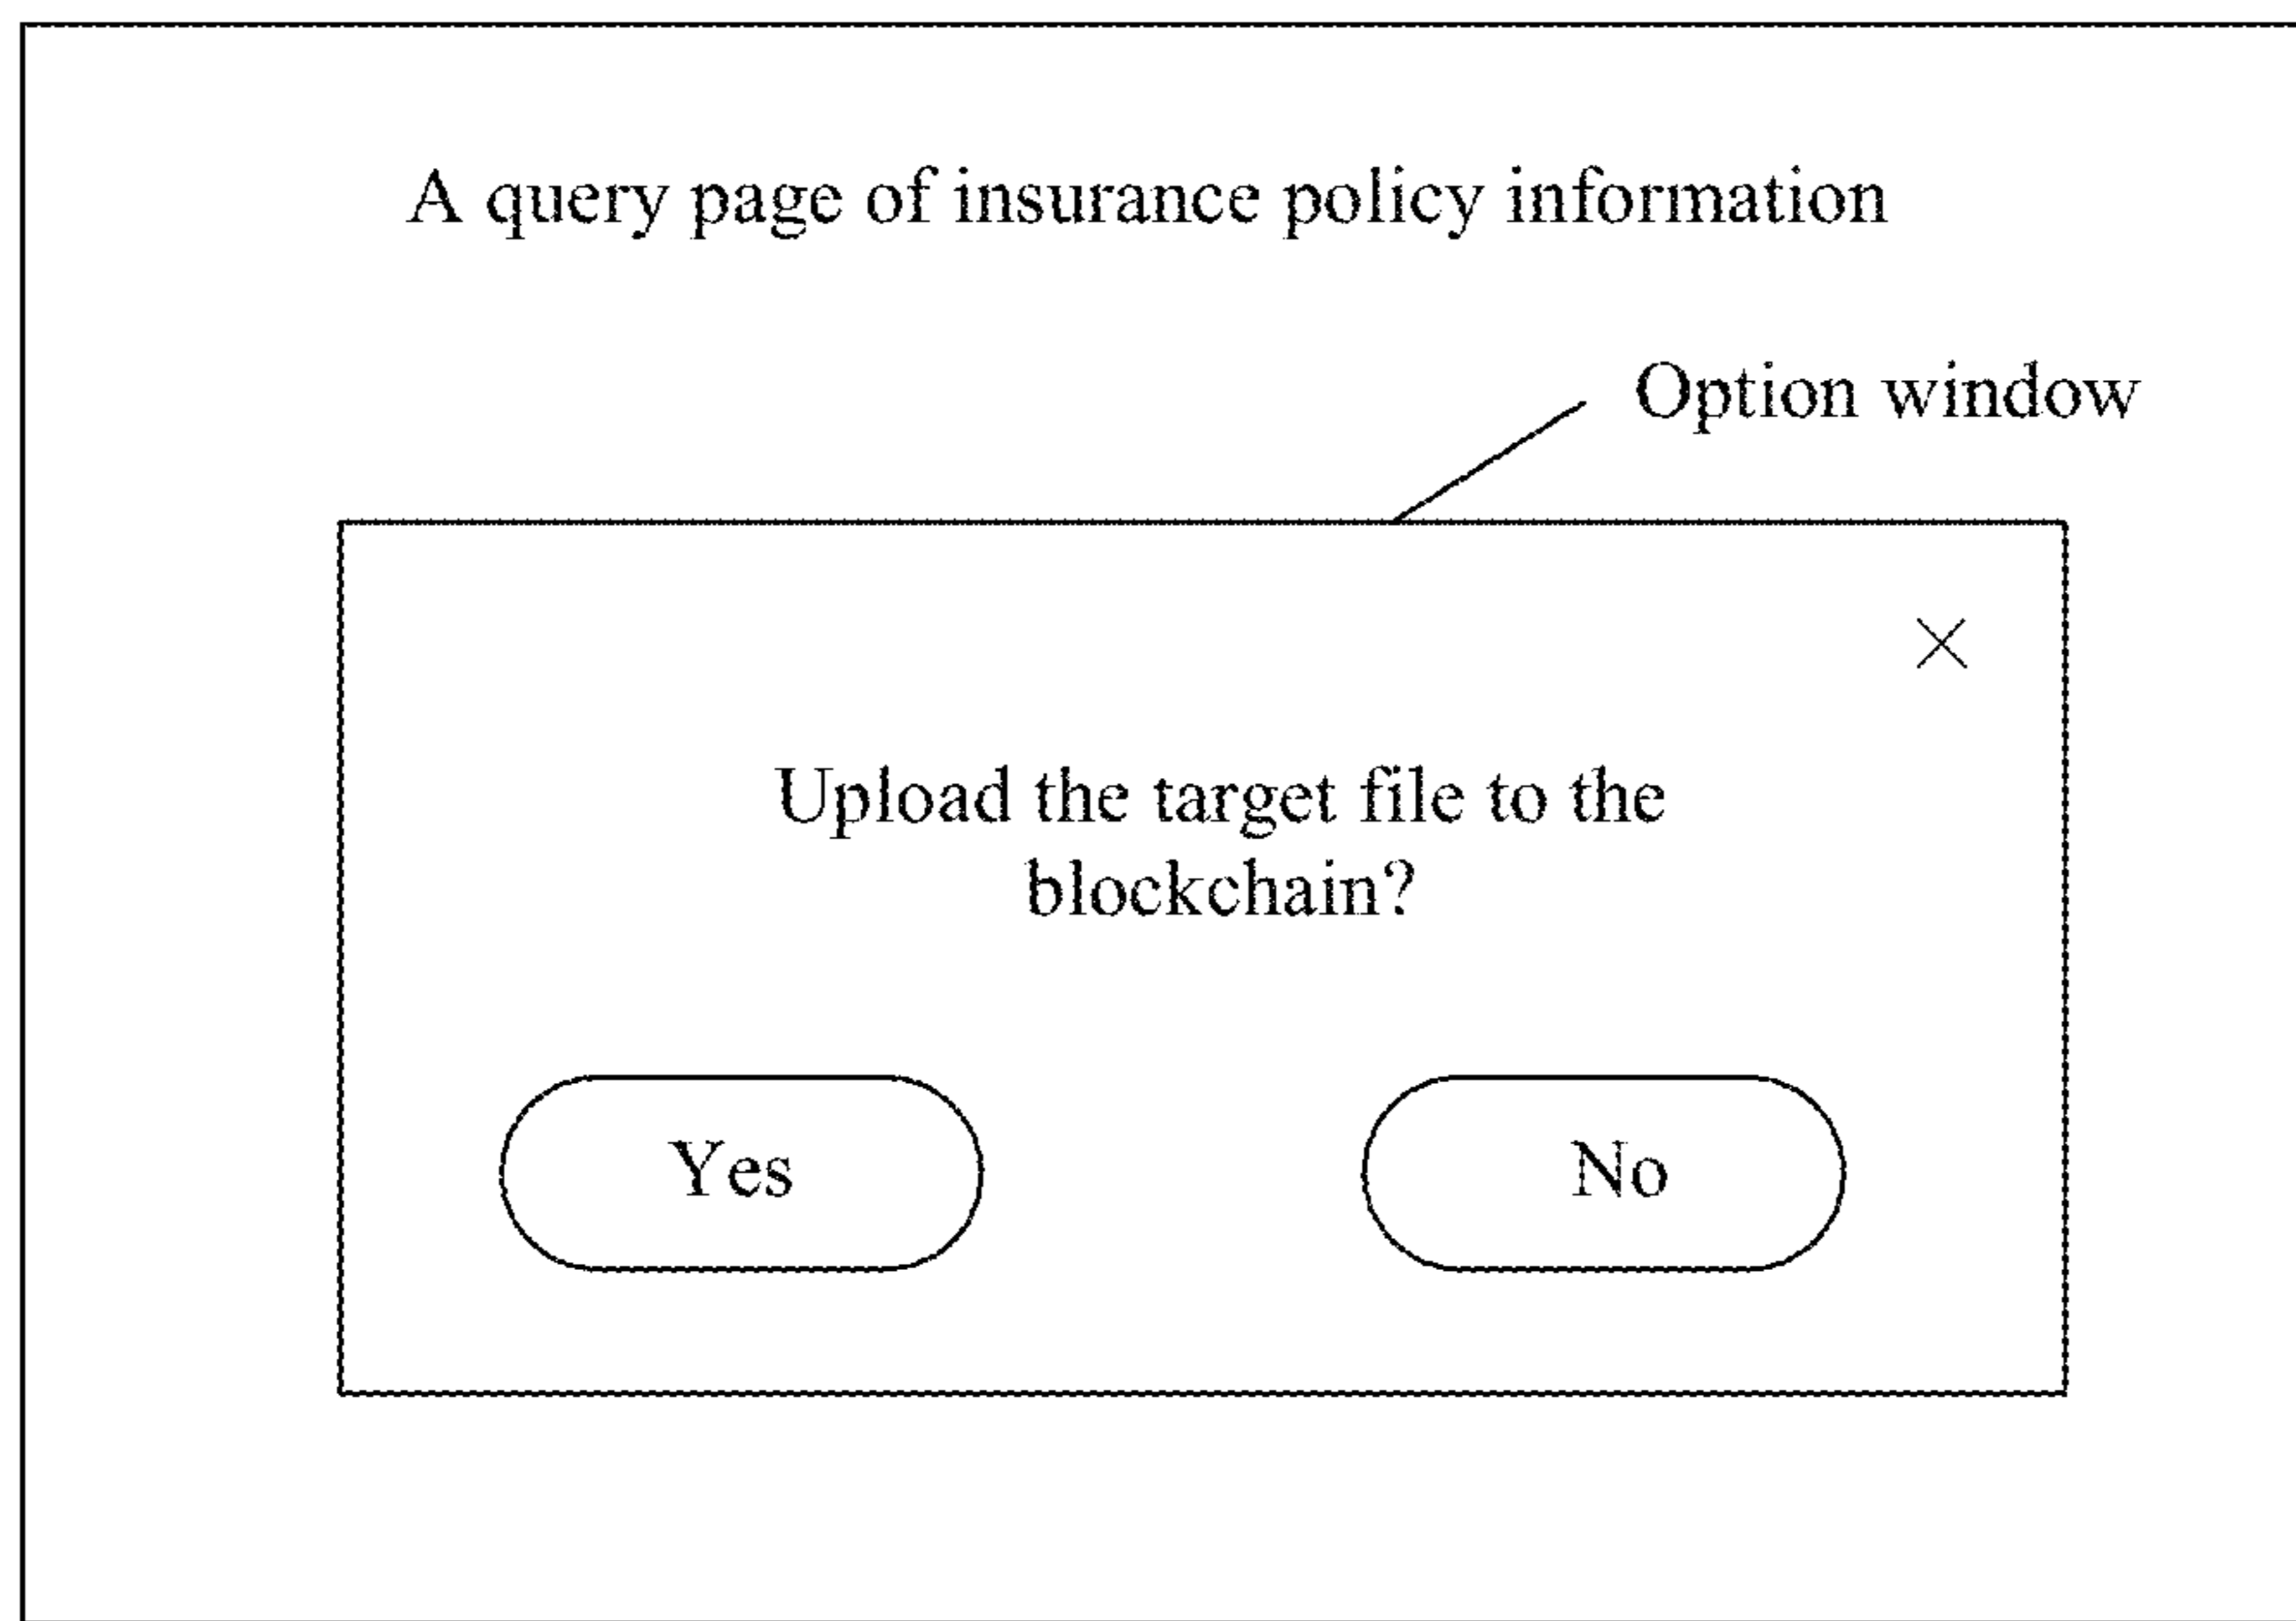 A query page of insurance policy information
Option window
Upload the target file to the
blockchain?
Yes
No